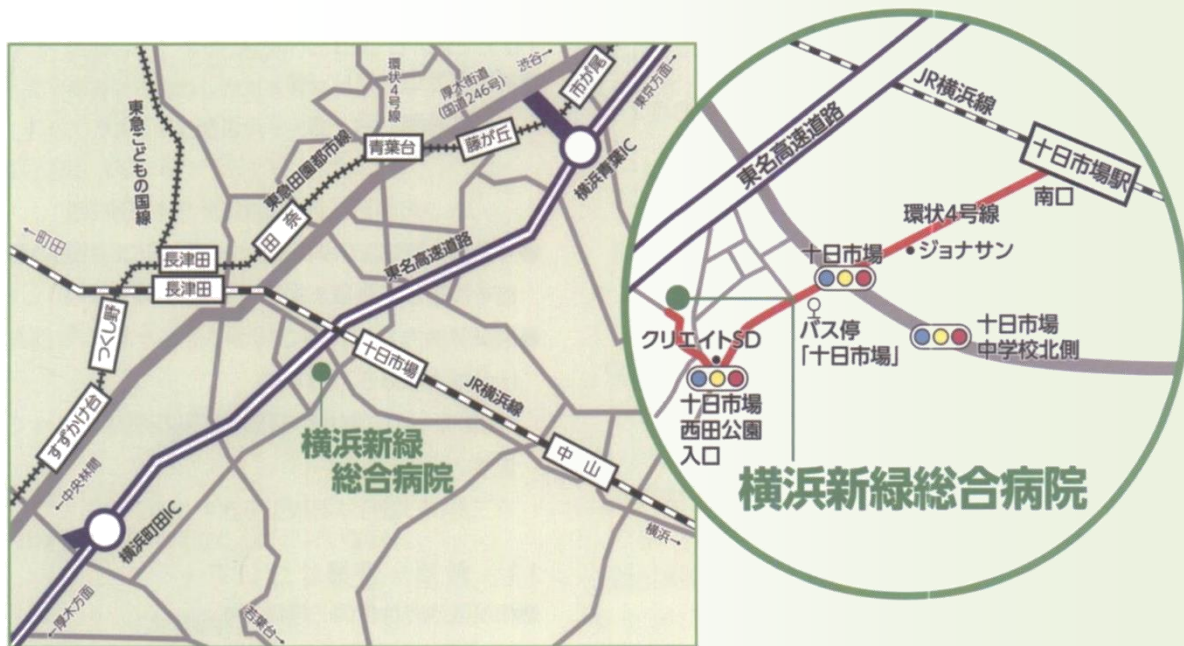 環状4号線
厚木街道
(国道246号)
渋谷→
市が尾
東京方面→
東急こどもの国線
東急田園都市線
青葉台
藤が丘
横浜青葉IC
田奈
←町田
長津田
長津田
東名高速道路
つくし野
十日市場
JR横浜線
すずかけ台
横浜新緑
総合病院
中山
←中央林間
横浜町田IC
横浜→
←厚木方面
若葉台→
JR横浜線
東名高速道路
十日市場駅
南口
環状4号線
ジョナサン
十日市場
クリエイトSD
バス停
「十日市場」
十日市場
中学校北側
十日市場
西田公園
入口
横浜新緑総合病院